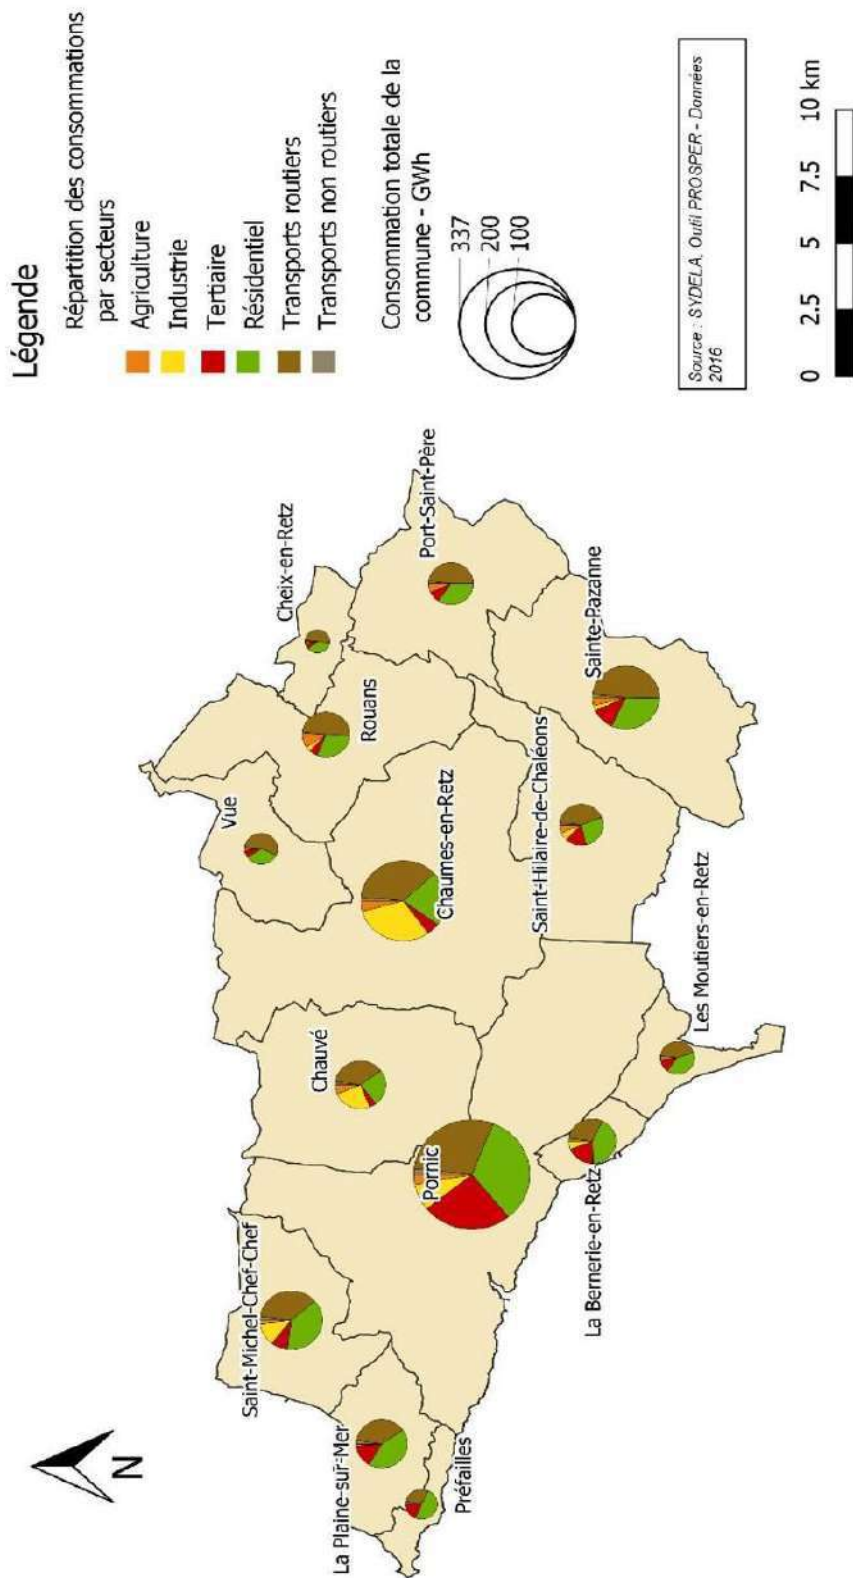 Légende
Répartition des consommations
par secteurs
Agriculture
Industrie
Tertiaire
Résidentiel
Transports routiers
Transports non routiers
Consommation totale de la
commune - GWh
337
200
100
Source : SYDELA, Outil PROSPER - Données
2016
0 2.5 5 7.5 10 km
N
Cheix-en-Retz
Port-Saint-Père
Vue
Rouans
Sainte-Pazanne
Chaumes-en-Retz
Saint-Hilaire-de-Chaléons
Chauvé
Les Moutiers-en-Retz
Pornic
La Bernerie-en-Retz
Saint-Michel-Chef-Chef
La Plaine-sur-Mer
Préfailles